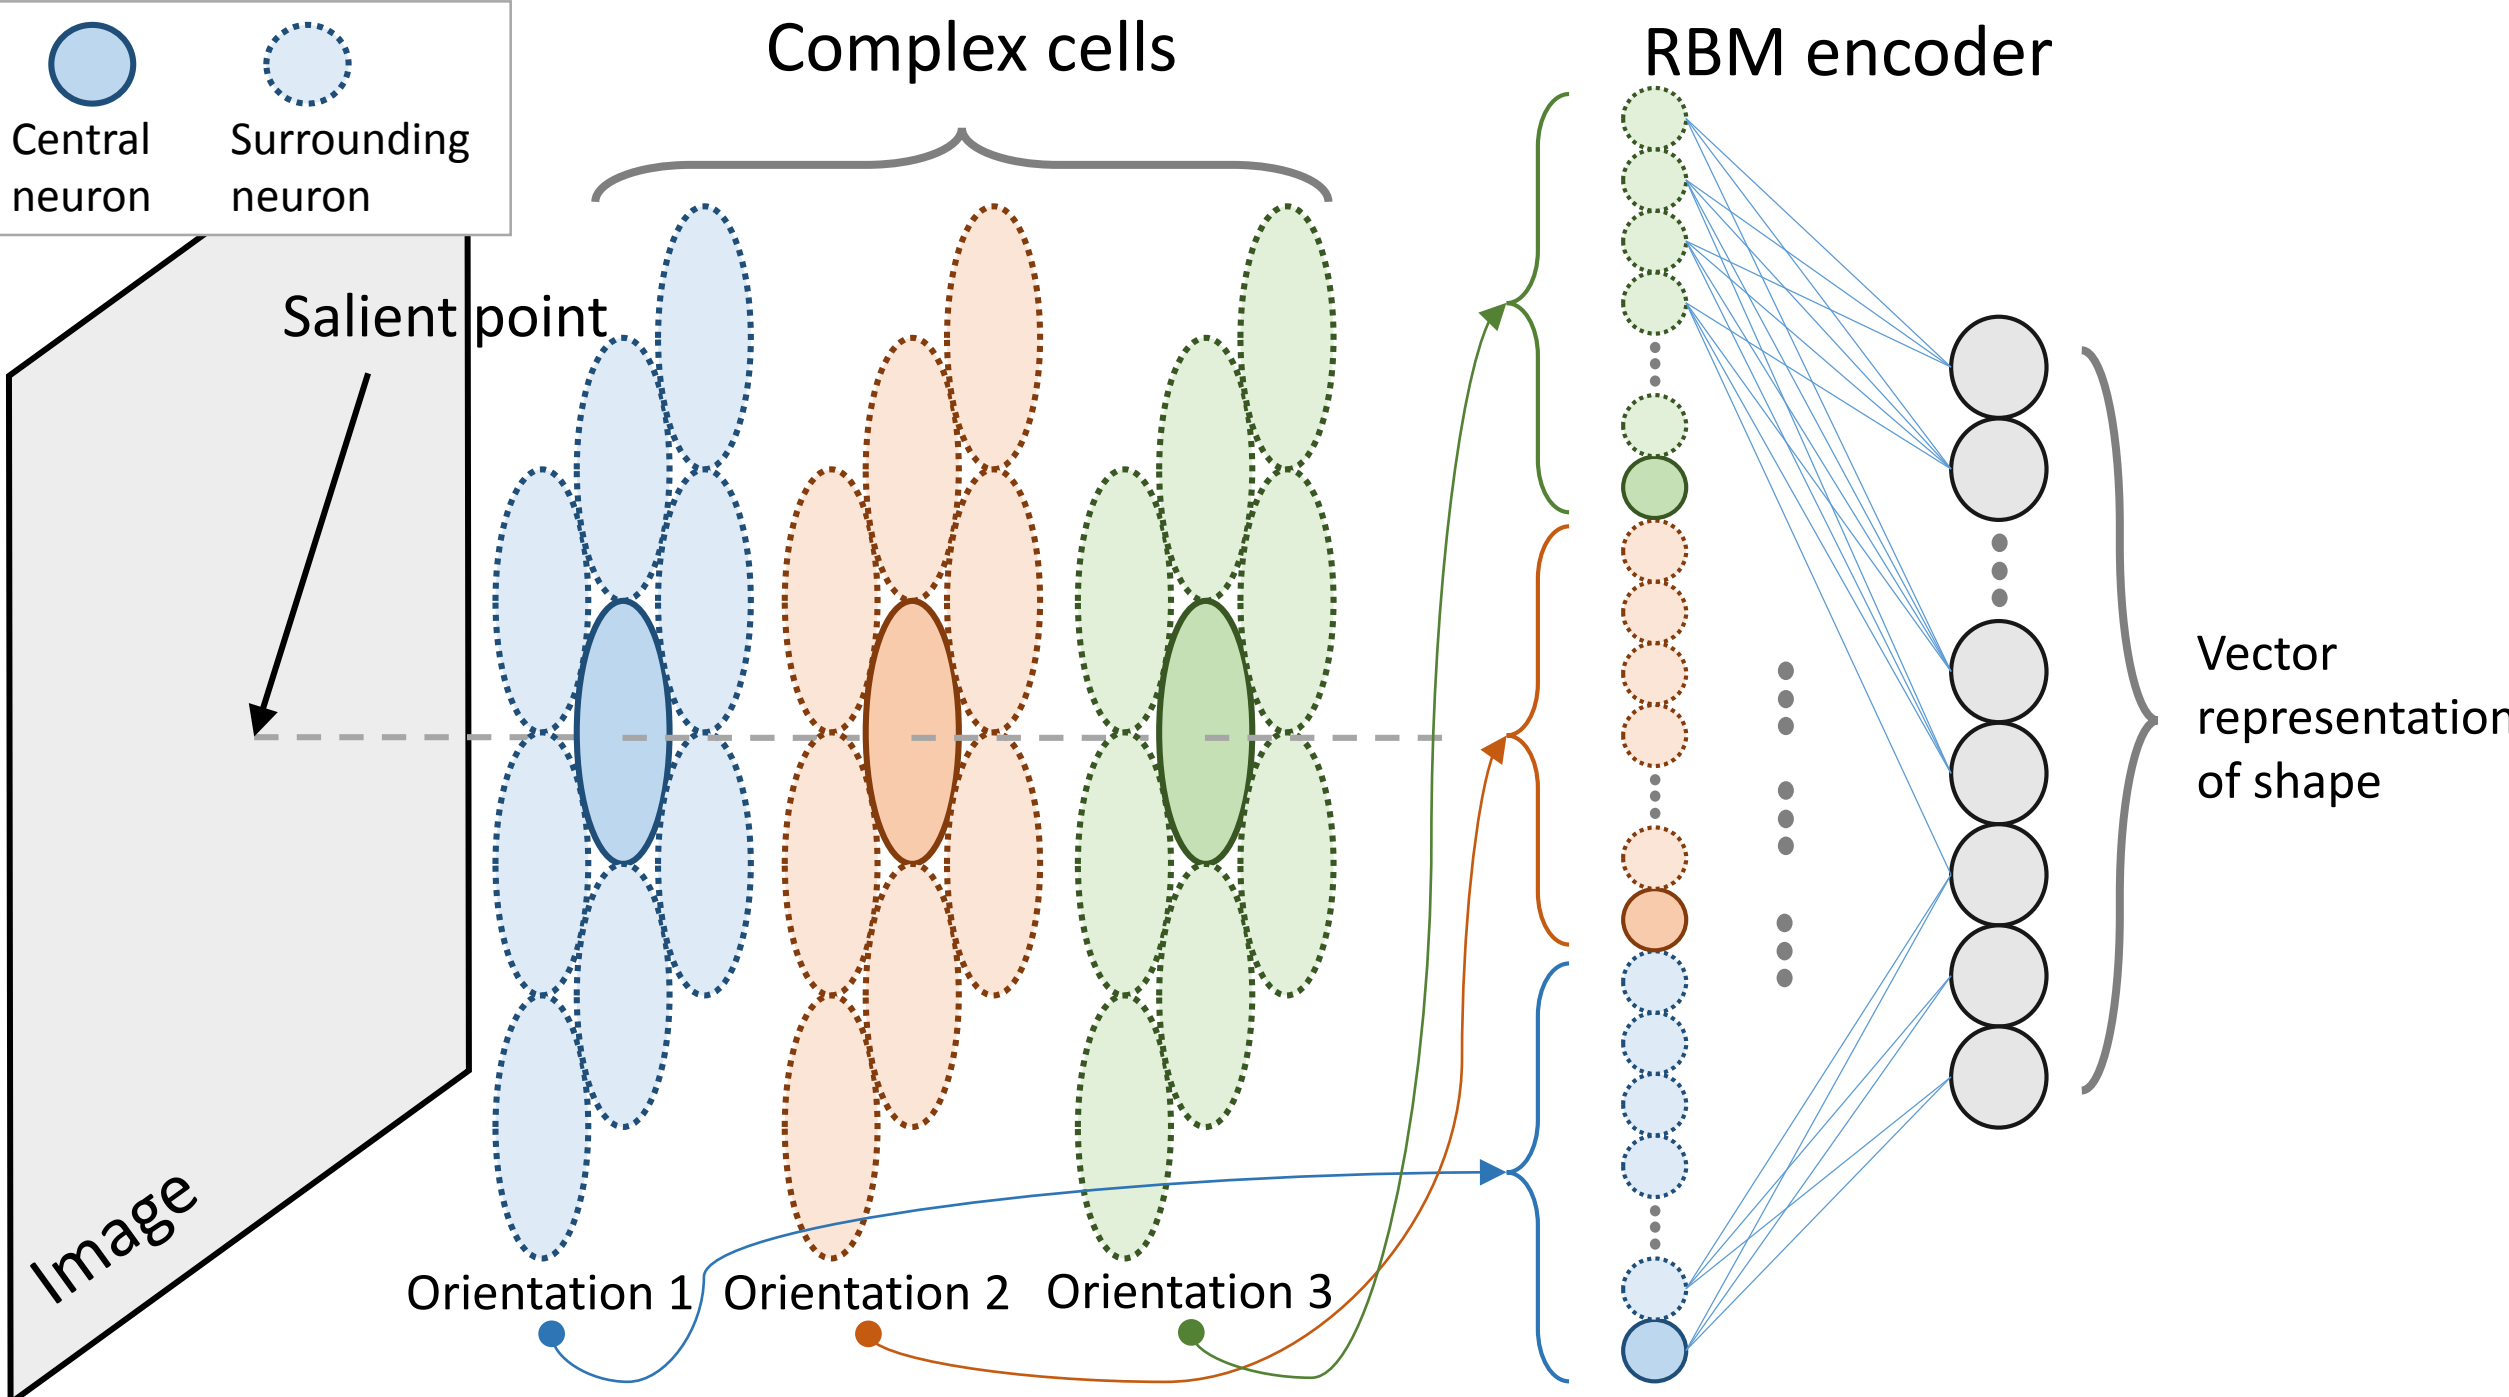 Complex cells
RBM encoder
Central
neuron
Surrounding
neuron
Salient point
Vector
representation
of shape
Image
Orientation 1
Orientation 2
Orientation 3